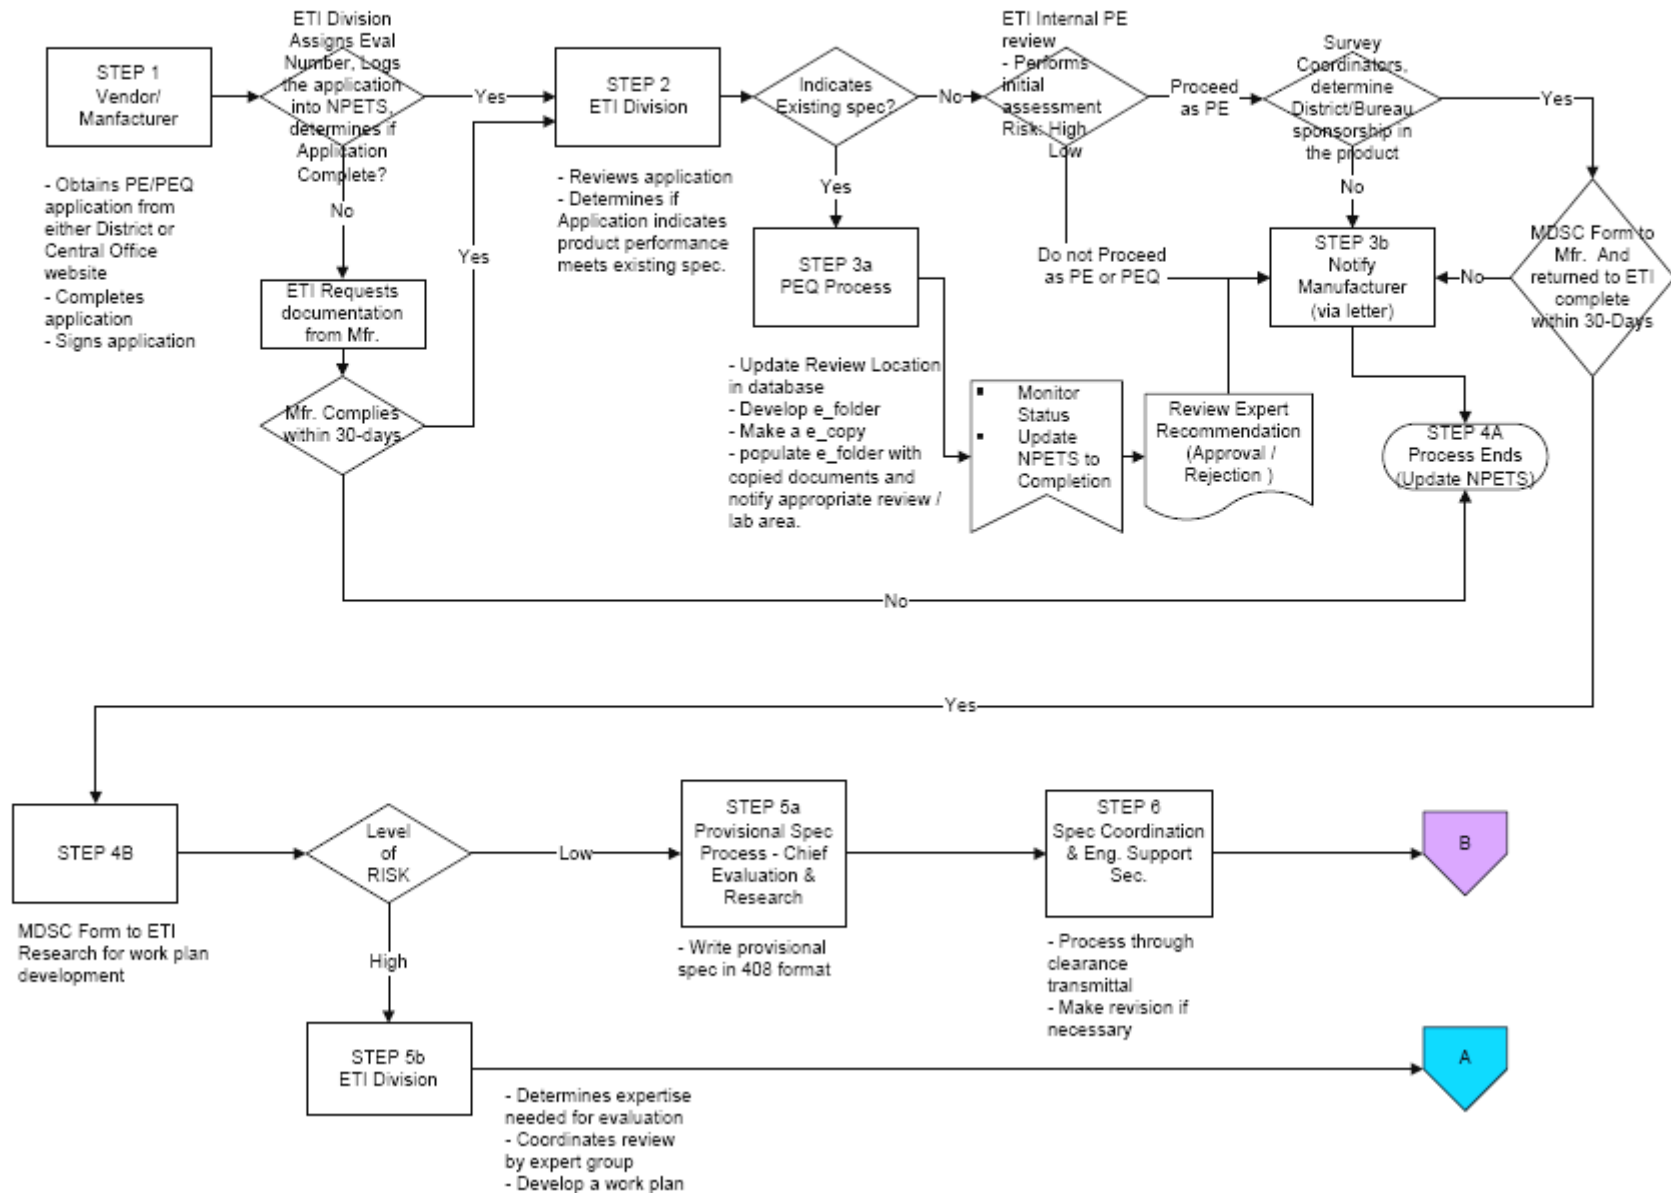 STEP 1
Vendor/
Manfacturer
- Obtains PE/PEQ
application from
either District or
Central Office
website
- Completes
application
- Signs application
ETI Division
Assigns Eval
Number, Logs
the application
into NPETS,
determines if
Application
Complete?
Yes
No
ETI Requests
documentation
from Mfr.
Mfr. Complies
within 30-days
Yes
No
STEP 2
ETI Division
- Reviews application
- Determines if
Application indicates
product performance
meets existing spec.
Indicates
Existing spec?
No
Yes
STEP 3a
PEQ Process
- Update Review Location
in database
- Develop e_folder
- Make a e_copy
- populate e_folder with
copied documents and
notify appropriate review /
lab area.
▪ Monitor
Status
▪ Update
NPETS to
Completion
Review Expert
Recommendation
(Approval /
Rejection )
ETI Internal PE
review
- Performs
initial
assessment
Risk: High
Low
Proceed
as PE
Do not Proceed
as PE or PEQ
Survey
Coordinators,
determine
District/Bureau
sponsorship in
the product
Yes
No
STEP 3b
Notify
Manufacturer
(via letter)
No
MDSC Form to
Mfr. And
returned to ETI
complete
within 30-Days
STEP 4A
Process Ends
(Update NPETS)
Yes
STEP 4B
MDSC Form to ETI
Research for work plan
development
Level
of
RISK
Low
High
STEP 5a
Provisional Spec
Process - Chief
Evaluation &
Research
- Write provisional
spec in 408 format
STEP 6
Spec Coordination
& Eng. Support
Sec.
- Process through
clearance
transmittal
- Make revision if
necessary
B
STEP 5b
ETI Division
- Determines expertise
needed for evaluation
- Coordinates review
by expert group
- Develop a work plan
A